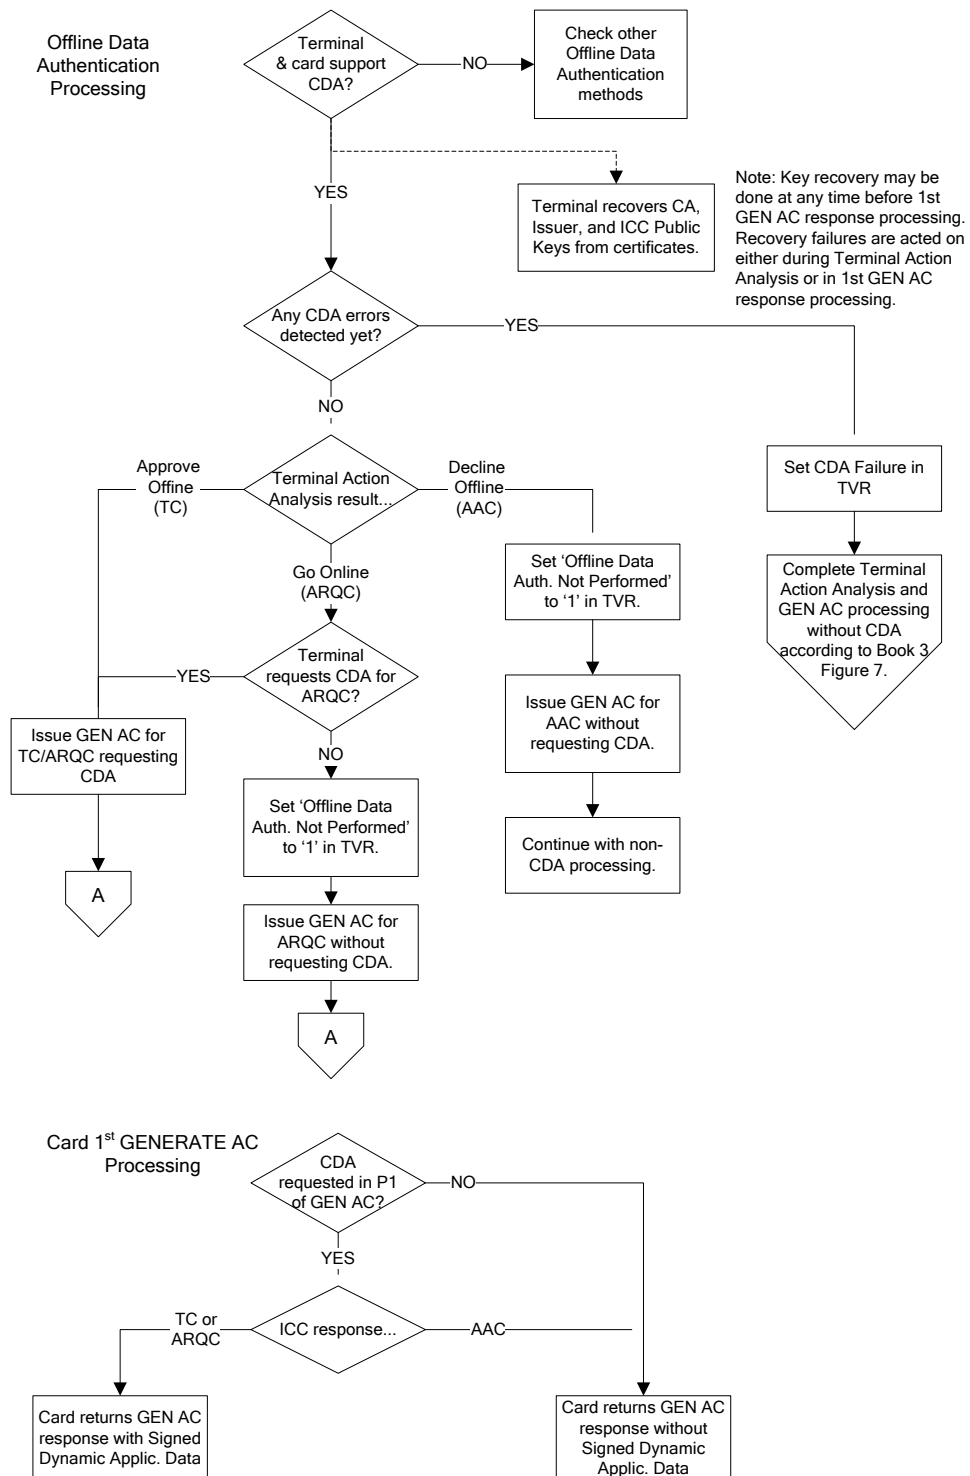 Offline Data
Authentication
Processing
Terminal
& card support
CDA?
NO
Check other
Offline Data
Authentication
methods
YES
Terminal recovers CA,
Issuer, and ICC Public
Keys from certificates.
Note: Key recovery may be
done at any time before 1st
GEN AC response processing.
Recovery failures are acted on
either during Terminal Action
Analysis or in 1st GEN AC
response processing.
Any CDA errors
detected yet?
YES
NO
Approve
Offine
(TC)
Terminal Action
Analysis result...
Decline
Offline
(AAC)
Set CDA Failure in
TVR
Go Online
(ARQC)
Set ‘Offline Data
Auth. Not Performed’
to ‘1’ in TVR.
Complete Terminal
Action Analysis and
GEN AC processing
without CDA
according to Book 3
Figure 7.
YES
Terminal
requests CDA for
ARQC?
Issue GEN AC for
TC/ARQC requesting
CDA
Issue GEN AC for
AAC without
requesting CDA.
NO
Set ‘Offline Data
Auth. Not Performed’
to ‘1’ in TVR.
Continue with non-
CDA processing.
A
Issue GEN AC for
ARQC without
requesting CDA.
A
Card 1st GENERATE AC
Processing
CDA
requested in P1
of GEN AC?
NO
YES
TC or
ARQC
ICC response...
AAC
Card returns GEN AC
response with Signed
Dynamic Applic. Data
Card returns GEN AC
response without
Signed Dynamic
Applic. Data